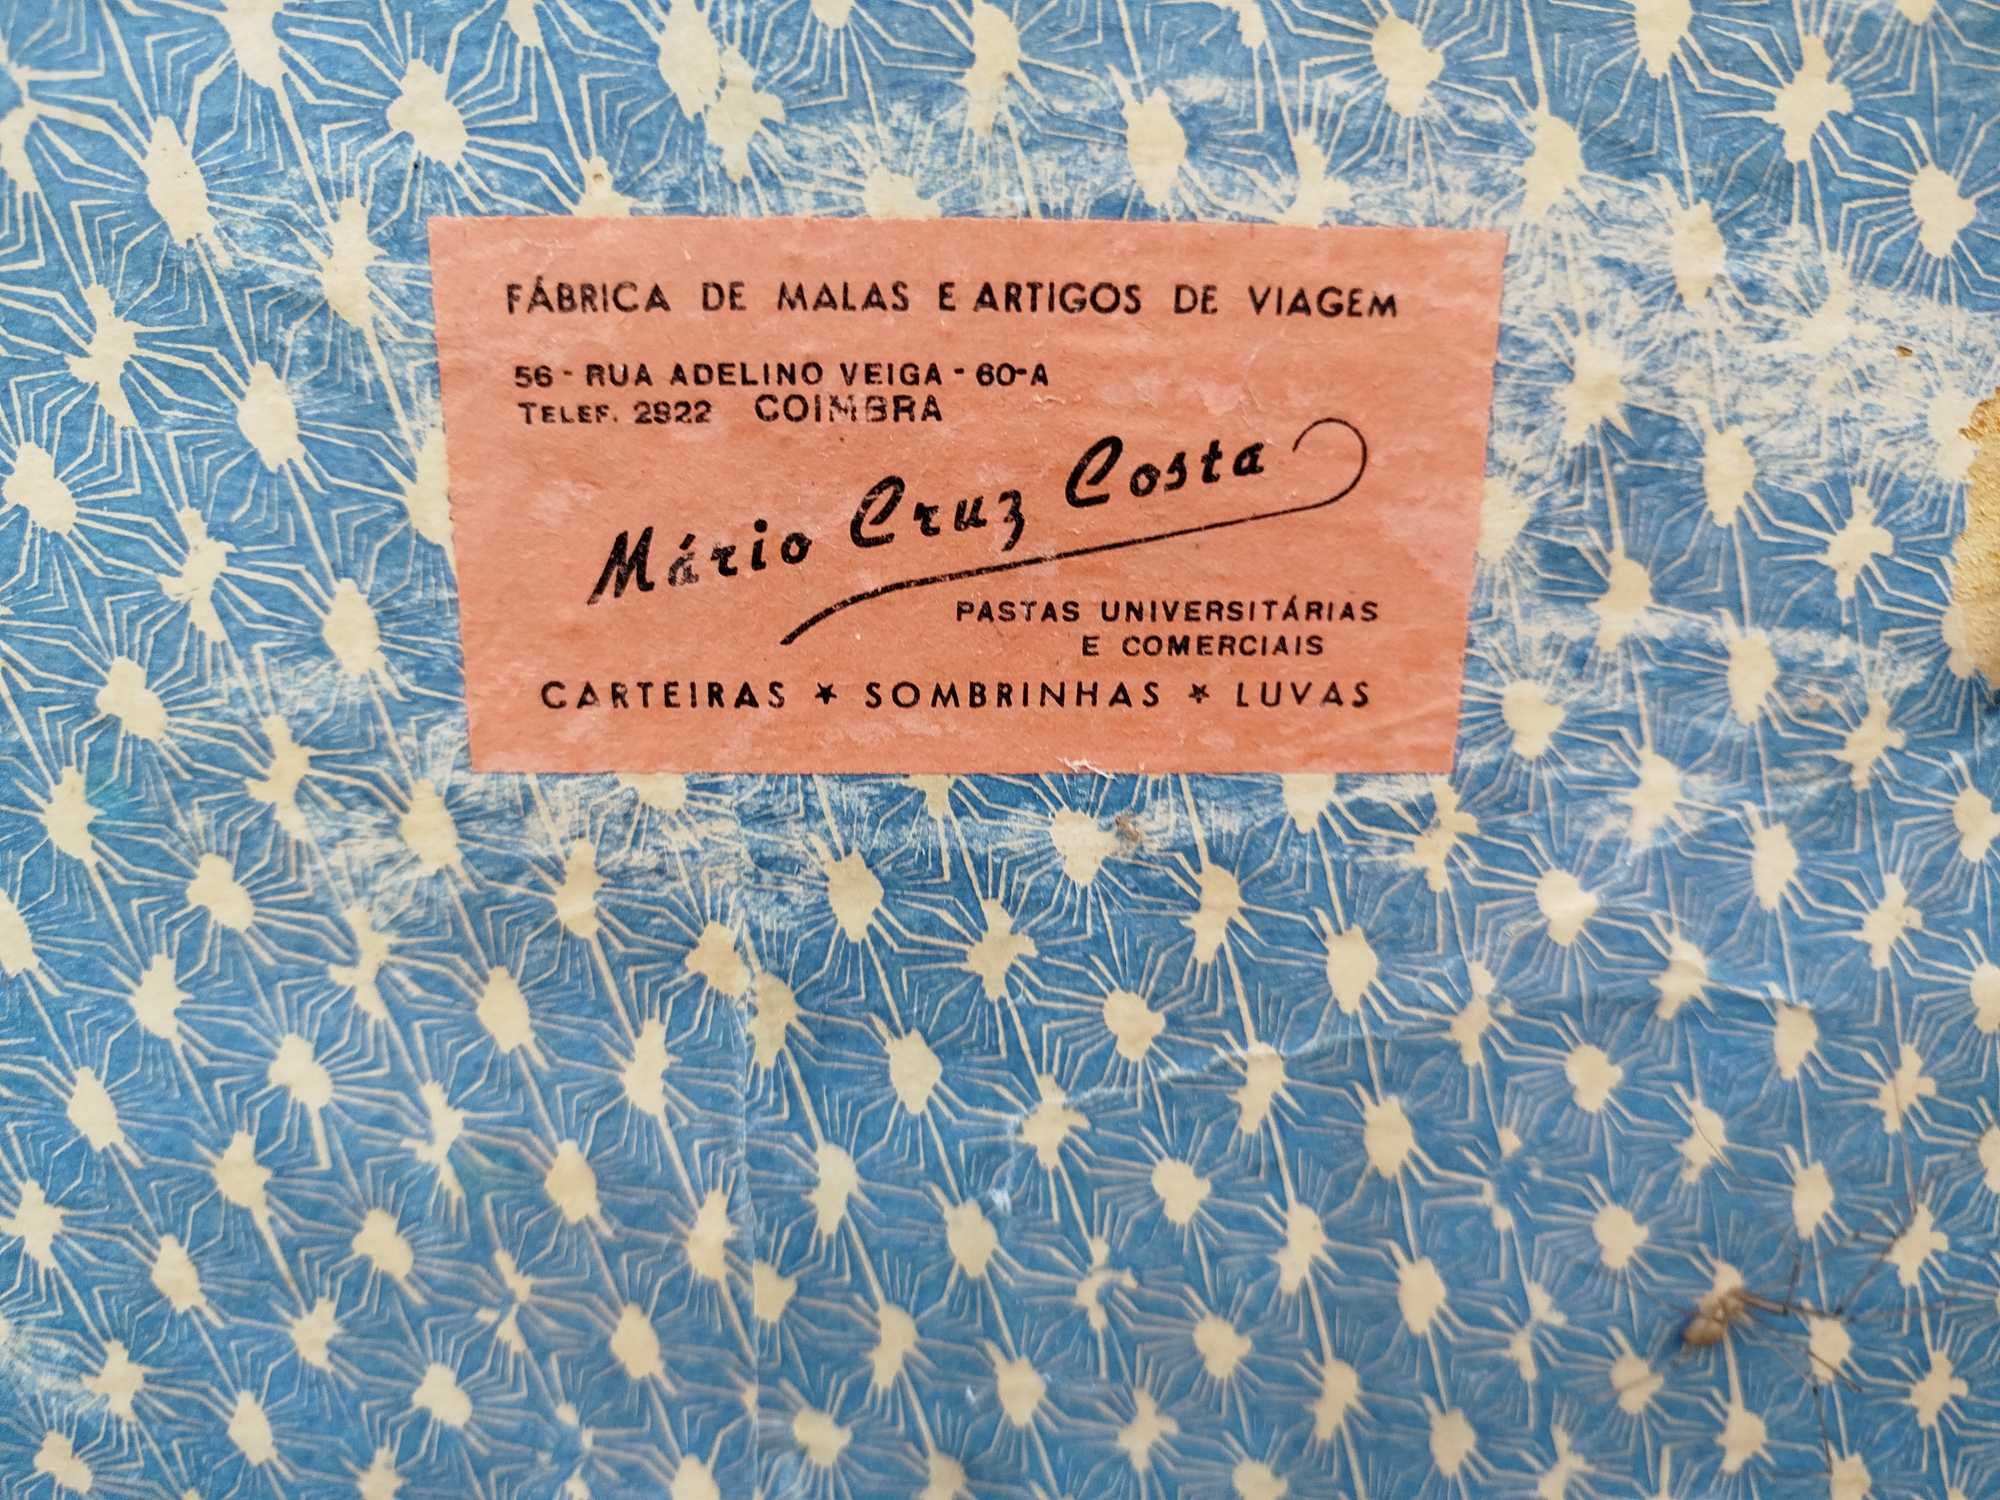 FÁBRICA DE MALAS E ARTIGOS DE VIAGEM
56 - RUA ADELINO VEIGA - 60-A
TELEF. 2922 COIMBRA
Mário Cruz Costa
PASTAS UNIVERSITÁRIAS
E COMERCIAIS
CARTEIRAS ★ SOMBRINHAS ★ LUVAS